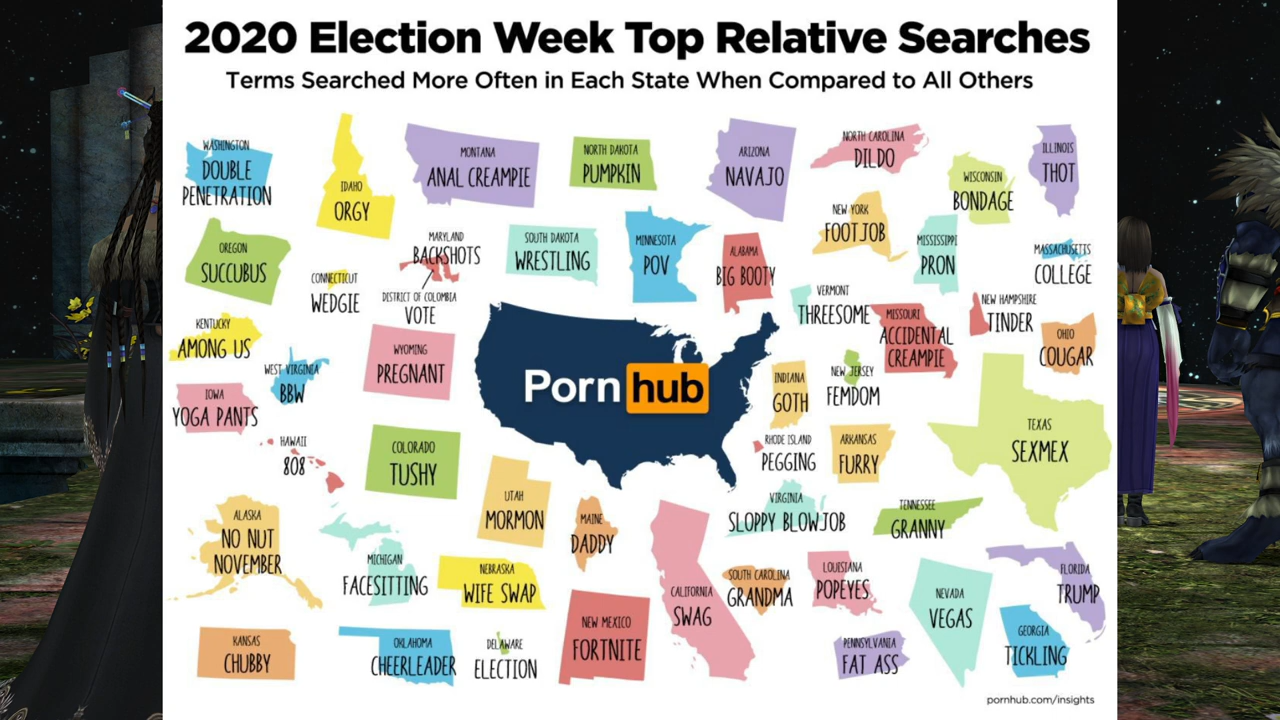 2020 Election Week Top Relative Searches
Terms Searched More Often in Each State When Compared to All Others
WASHINGTON
DOUBLE
PENETRATION
IDAHO
ORGY
MONTANA
ANAL CREAMPIE
NORTH DAKOTA
PUMPKIN
ARIZONA
NAVAJO
NORTH CAROLINA
DILDO
WISCONSIN
BONDAGE
ILLINOIS
THOT
OREGON
SUCCUBUS
CONNECTICUT
WEDGIE
MARYLAND
BACKSHOTS
DISTRICT OF COLOMBIA
VOTE
SOUTH DAKOTA
WRESTLING
MINNESOTA
POV
ALABAMA
BIG BOOTY
NEW YORK
FOOTJOB
MISSISSIPPI
PRON
MASSACHUSETTS
COLLEGE
VERMONT
THREESOME
MISSOURI
ACCIDENTAL
CREAMPIE
NEW HAMPSHIRE
TINDER
OHIO
COUGAR
KENTUCKY
AMONG US
WEST VIRGINIA
BBW
WYOMING
PREGNANT
Porn hub
INDIANA
GOTH
NEW JERSEY
FEMDOM
IOWA
YOGA PANTS
HAWAII
808
COLORADO
TUSHY
RHODE ISLAND
PEGGING
ARKANSAS
FURRY
TEXAS
SEXMEX
ALASKA
NO NUT
NOVEMBER
UTAH
MORMON
MAINE
DADDY
VIRGINIA
SLOPPY BLOWJOB
TENNESSEE
GRANNY
MICHIGAN
FACESITTING
NEBRASKA
WIFE SWAP
CALIFORNIA
SWAG
SOUTH CAROLINA
GRANDMA
LOUISIANA
POPEYES
NEVADA
VEGAS
FLORIDA
TRUMP
KANSAS
CHUBBY
OKLAHOMA
CHEERLEADER
DELAWARE
ELECTION
NEW MEXICO
FORTNITE
PENNSYLVANIA
FAT ASS
GEORGIA
TICKLING
pornhub.com/insights